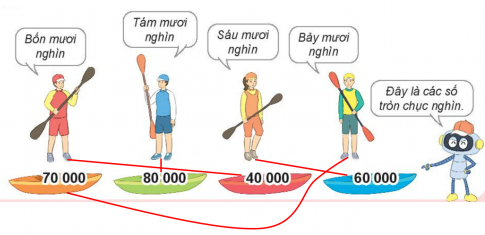 Bốn mươi
nghìn
Tám mươi
nghìn
Sáu mươi
nghìn
Bảy mươi
nghìn
Đây là các số
tròn chục nghìn.
70 000
80 000
40 000
60 000